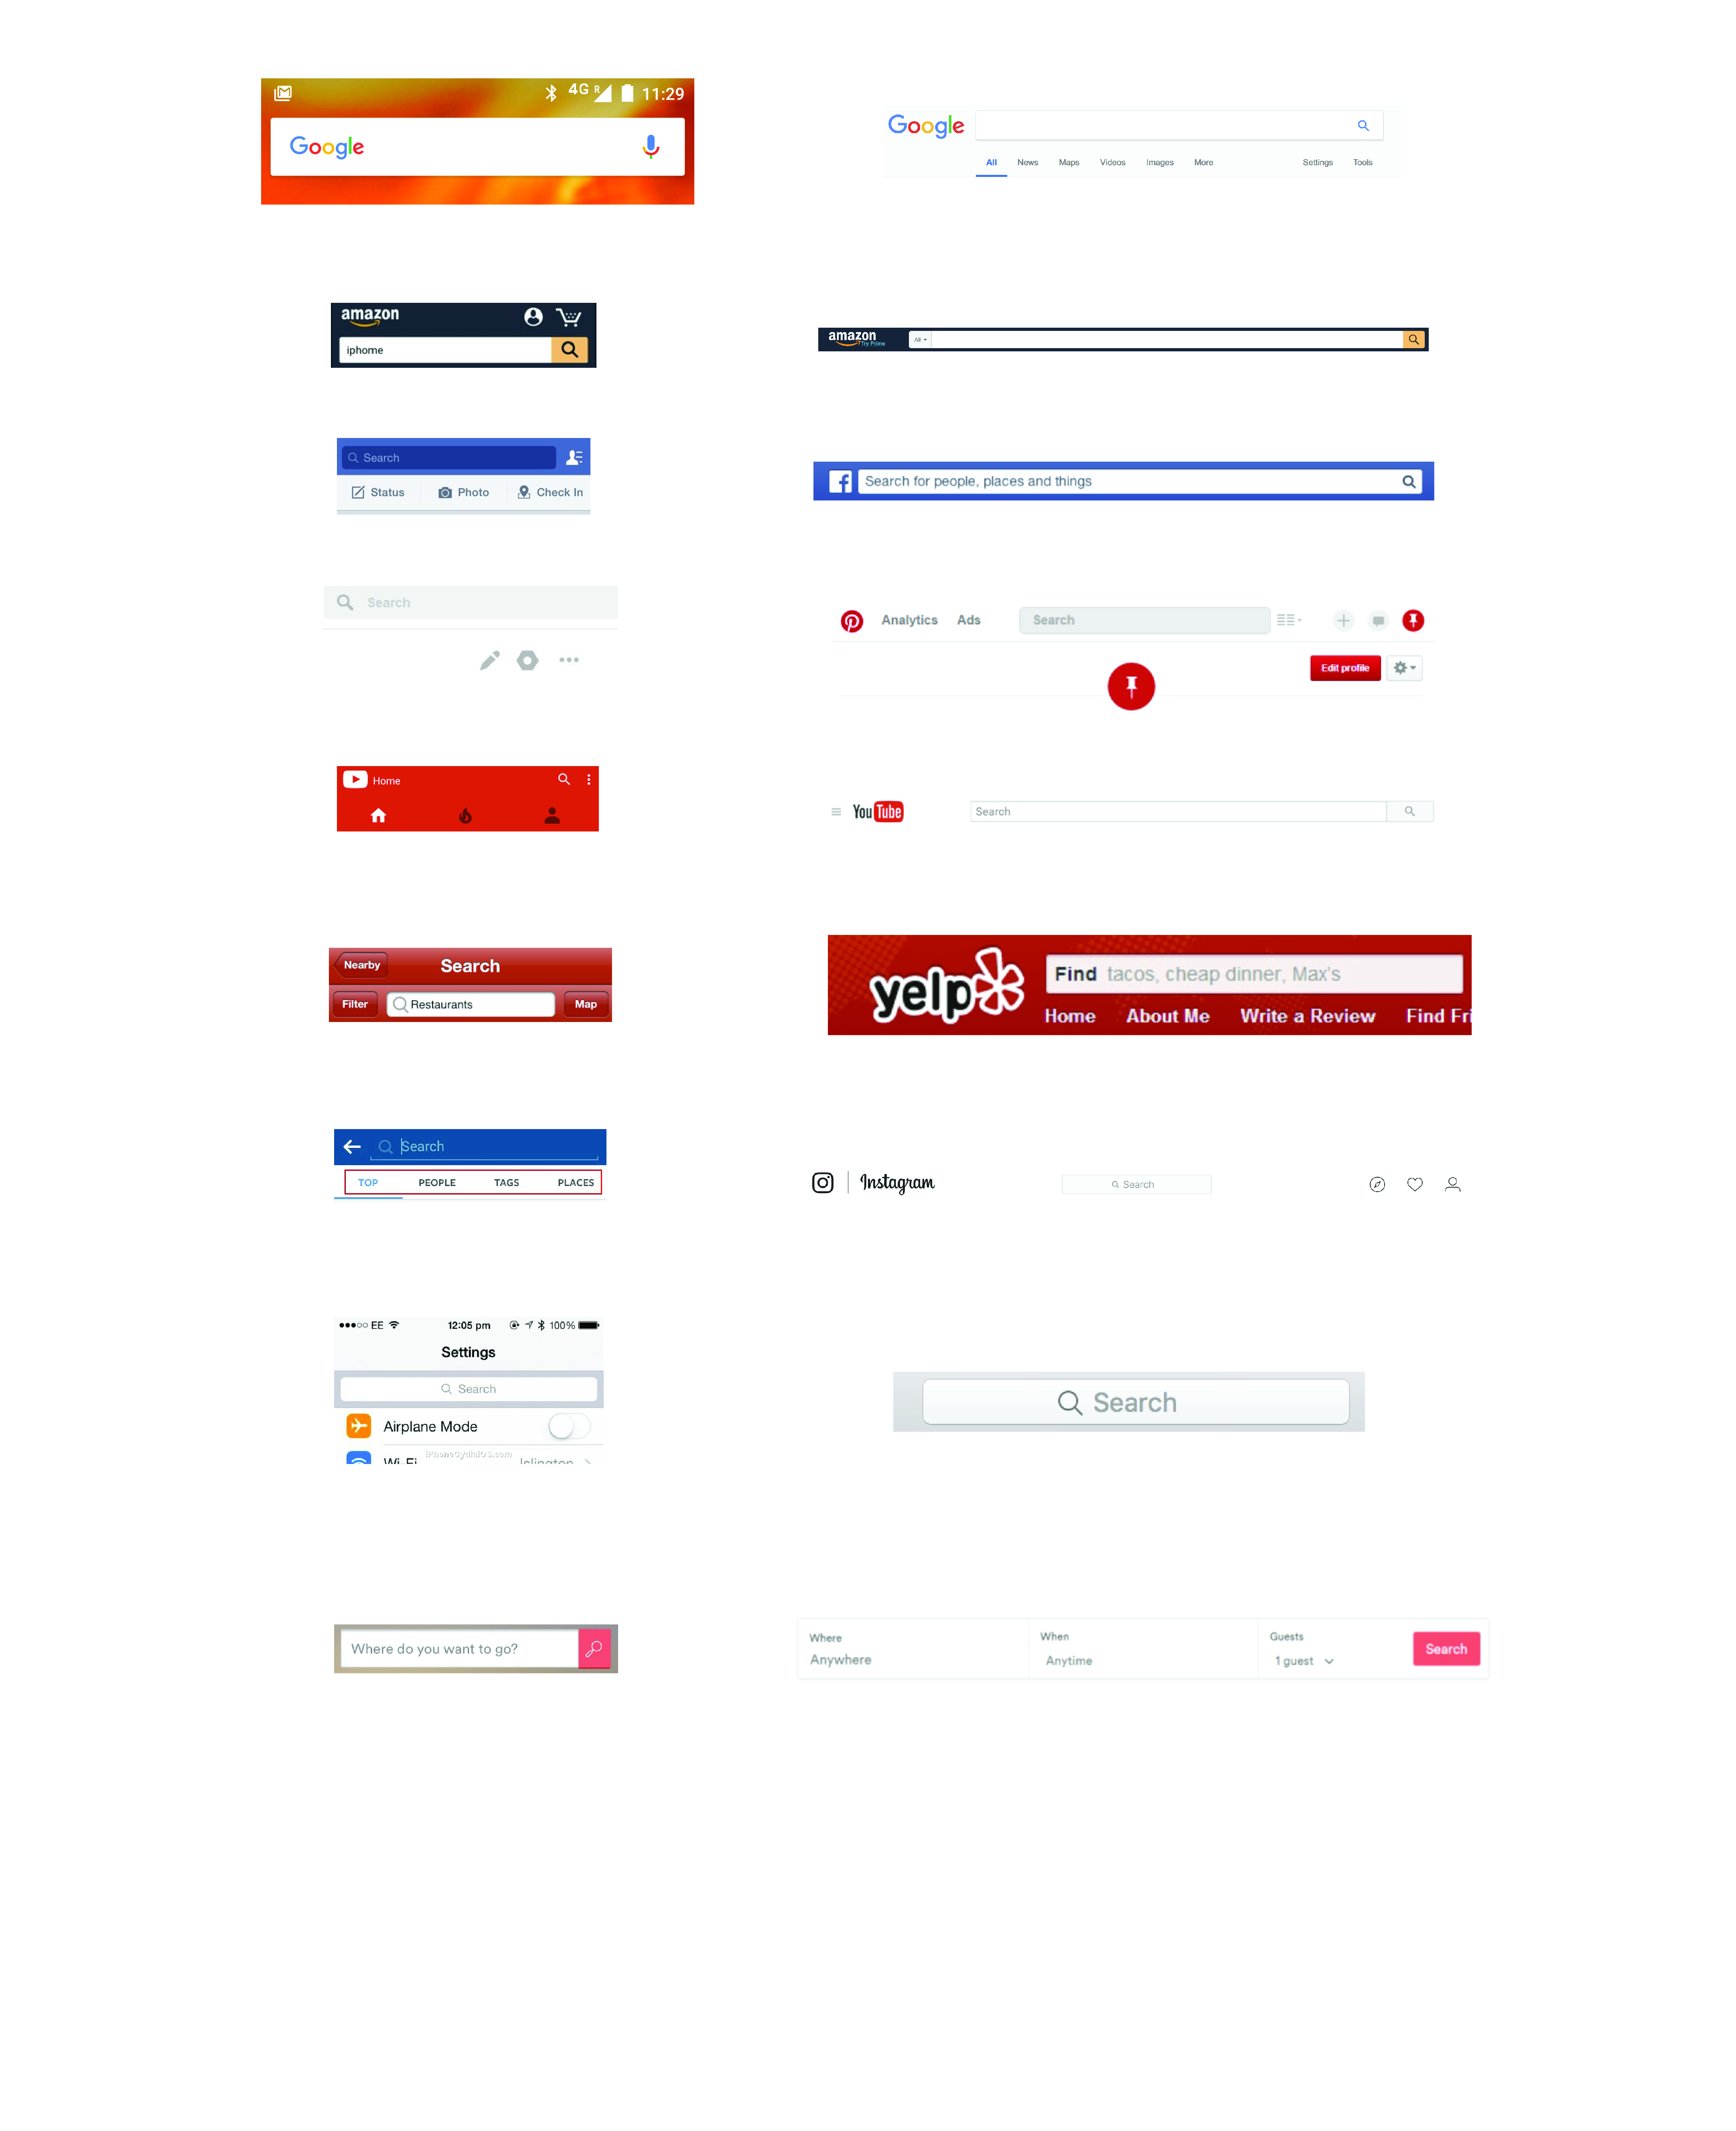 4G R 11:29
Google
Google
All News Maps Videos Images More Settings Tools
amazon
iphome
amazon
Try Prime
All
Search
Status Photo Check In
Search for people, places and things
Search
Analytics Ads Search
Edit profile
Home
YouTube Search
Nearby Search
Filter Restaurants Map
yelp
Find tacos, cheap dinner, Max's
Home About Me Write a Review Find Fri
Search
TOP PEOPLE TAGS PLACES
Instagram Search
EE 12:05 pm 100%
Settings
Search
Airplane Mode
iPhoneCydiaiOS.com
Wi-Fi Islington
Search
Where do you want to go?
Where When Guests
Anywhere Anytime 1 guest
Search